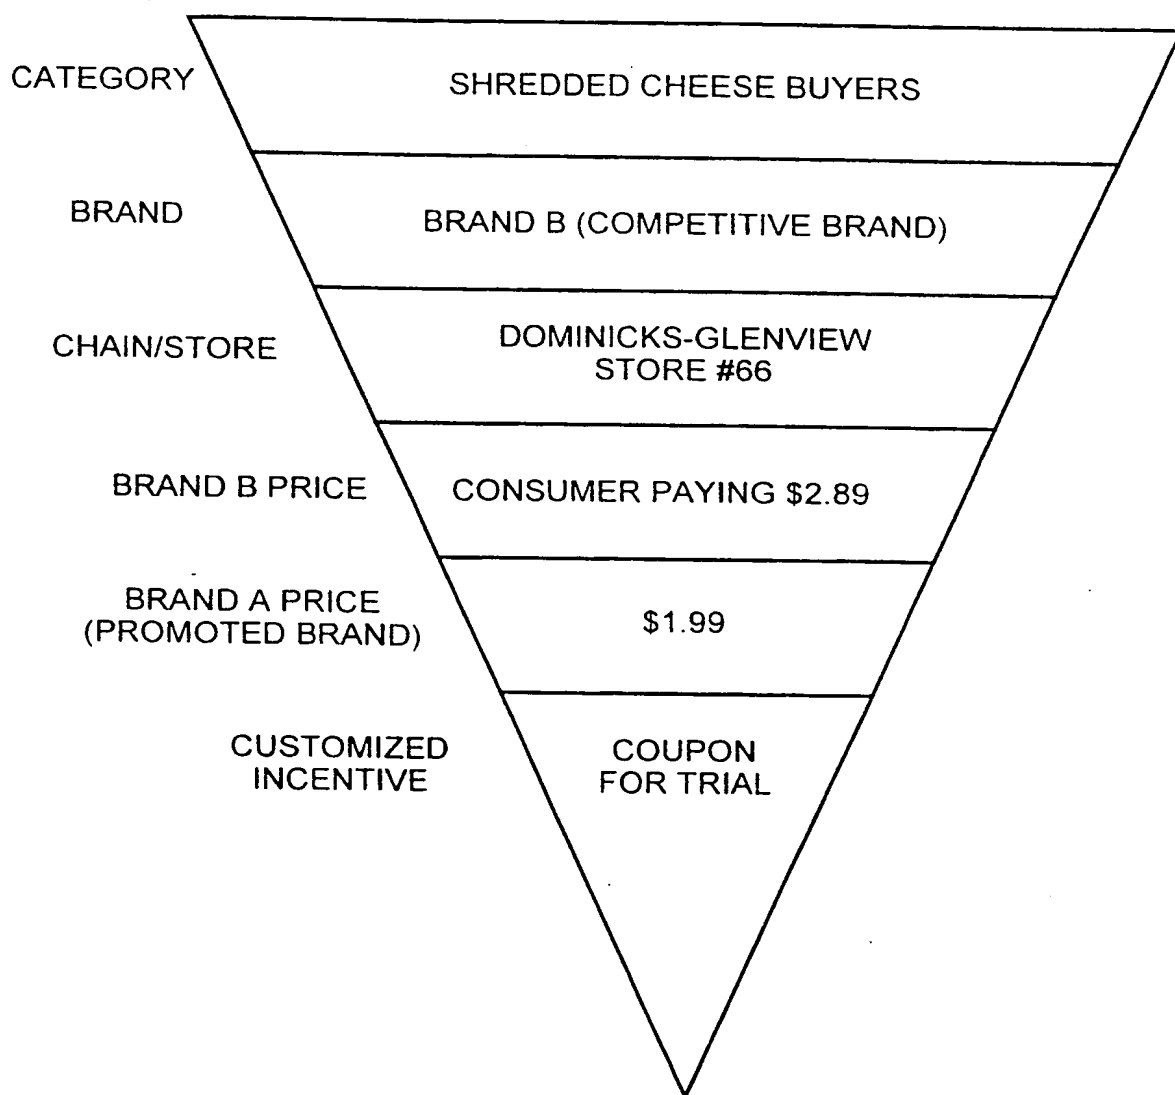 CATEGORY
SHREDDED CHEESE BUYERS
BRAND
BRAND B (COMPETITIVE BRAND)
CHAIN/STORE
DOMINICKS-GLENVIEW
STORE #66
BRAND B PRICE
CONSUMER PAYING $2.89
BRAND A PRICE
(PROMOTED BRAND)
$1.99
CUSTOMIZED
INCENTIVE
COUPON
FOR TRIAL